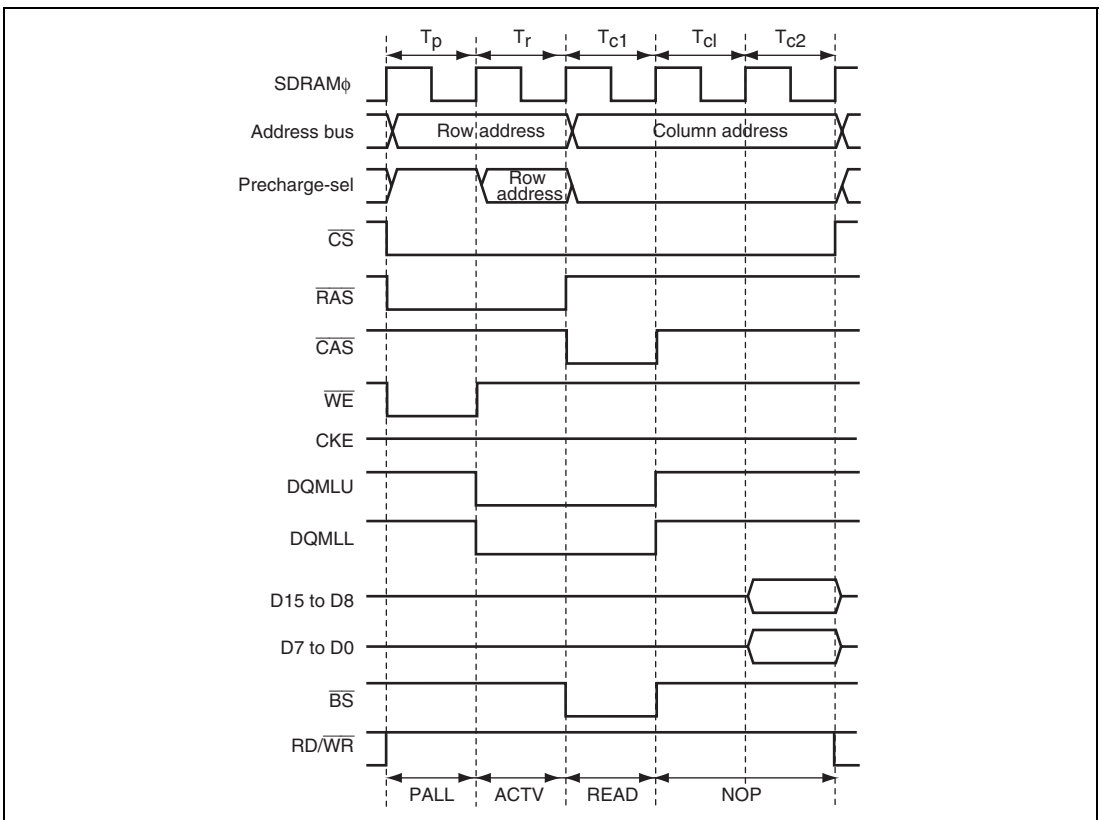 Tp Tr Tc1 Tcl Tc2
SDRAMϕ
Address bus Row address Column address
Precharge-sel Row address
CS
RAS
CAS
WE
CKE
DQMLU
DQMLL
D15 to D8
D7 to D0
BS
RD/WR
PALL ACTV READ NOP